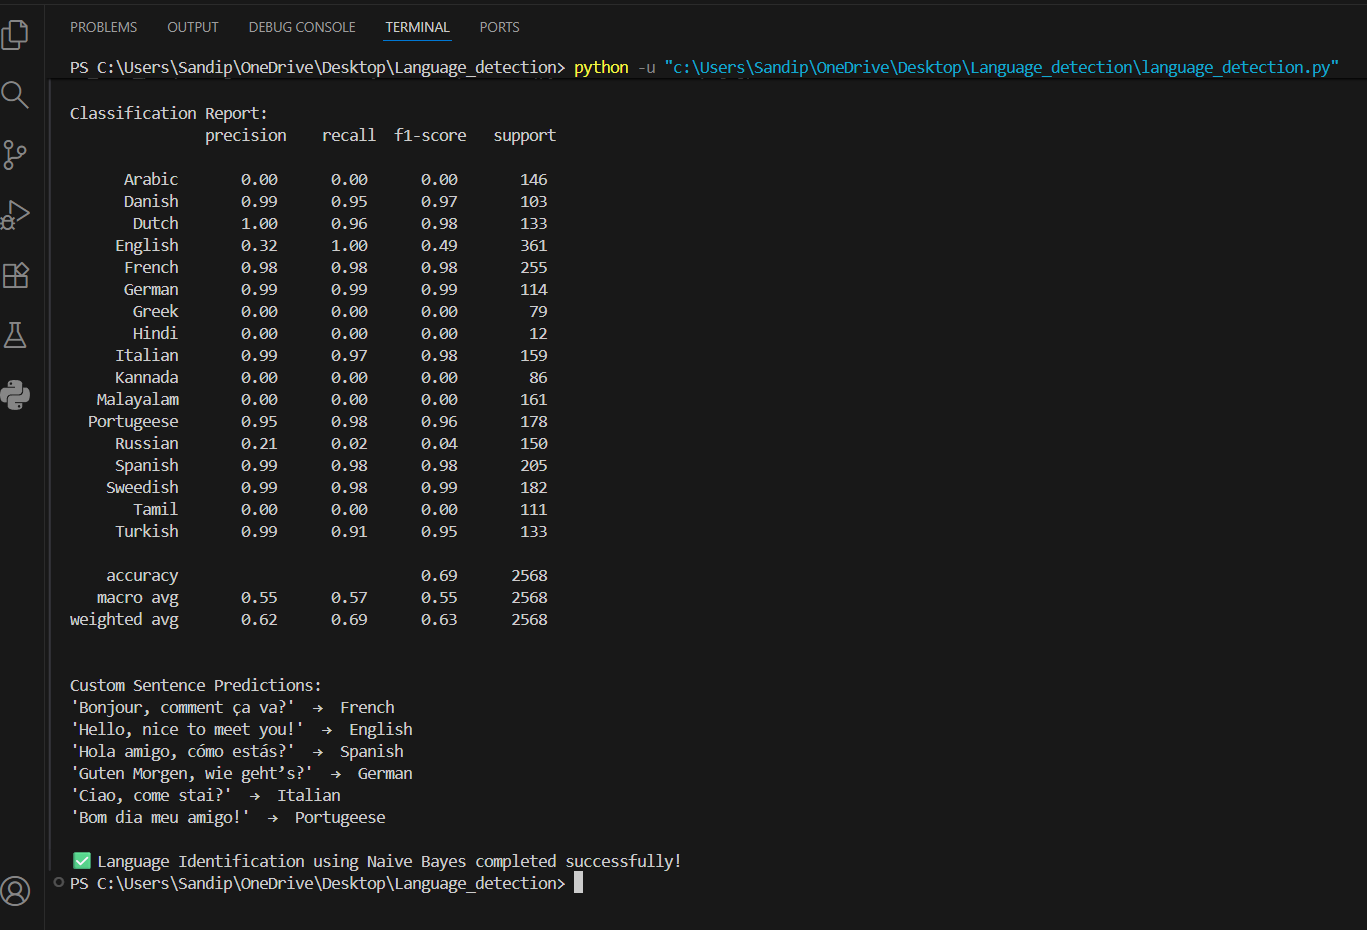 PROBLEMS OUTPUT DEBUG CONSOLE TERMINAL PORTS
PS C:\Users\Sandip\OneDrive\Desktop\Language_detection> python -u "c:\Users\Sandip\OneDrive\Desktop\Language_detection\language_detection.py"
Classification Report:
precision recall f1-score support
Arabic 0.00 0.00 0.00 146
Danish 0.99 0.95 0.97 103
Dutch 1.00 0.96 0.98 133
English 0.32 1.00 0.49 361
French 0.98 0.98 0.98 255
German 0.99 0.99 0.99 114
Greek 0.00 0.00 0.00 79
Hindi 0.00 0.00 0.00 12
Italian 0.99 0.97 0.98 159
Kannada 0.00 0.00 0.00 86
Malayalam 0.00 0.00 0.00 161
Portugeese 0.95 0.98 0.96 178
Russian 0.21 0.02 0.04 150
Spanish 0.99 0.98 0.98 205
Sweedish 0.99 0.98 0.99 182
Tamil 0.00 0.00 0.00 111
Turkish 0.99 0.91 0.95 133
accuracy 0.69 2568
macro avg 0.55 0.57 0.55 2568
weighted avg 0.62 0.69 0.63 2568
Custom Sentence Predictions:
'Bonjour, comment ça va?' → French
'Hello, nice to meet you!' → English
'Hola amigo, cómo estás?' → Spanish
'Guten Morgen, wie geht’s?' → German
'Ciao, come stai?' → Italian
'Bom dia meu amigo!' → Portugeese
✅ Language Identification using Naive Bayes completed successfully!
PS C:\Users\Sandip\OneDrive\Desktop\Language_detection>